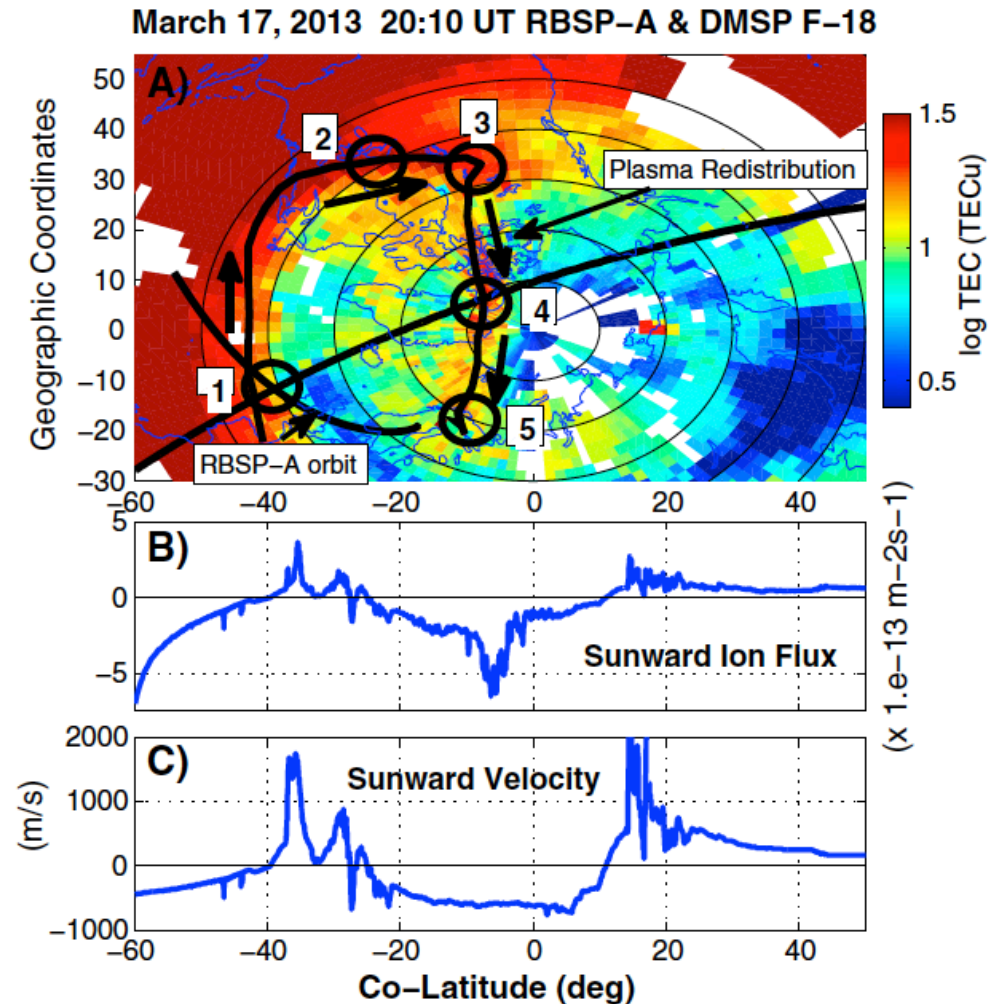 March 17, 2013 20:10 UT RBSP-A & DMSP F-18
A)
Geographic Coordinates
50
40
30
20
10
0
-10
-20
-30
2
3
Plasma Redistribution
4
1
5
RBSP-A orbit
-60 -40 -20 0 20 40
1.5
1
0.5
log TEC (TECu)
B)
5
0
-5
Sunward Ion Flux
(x 1.e-13 m-2s-1)
C)
2000
1000
0
-1000
(m/s)
Sunward Velocity
-60 -40 -20 0 20 40
Co-Latitude (deg)